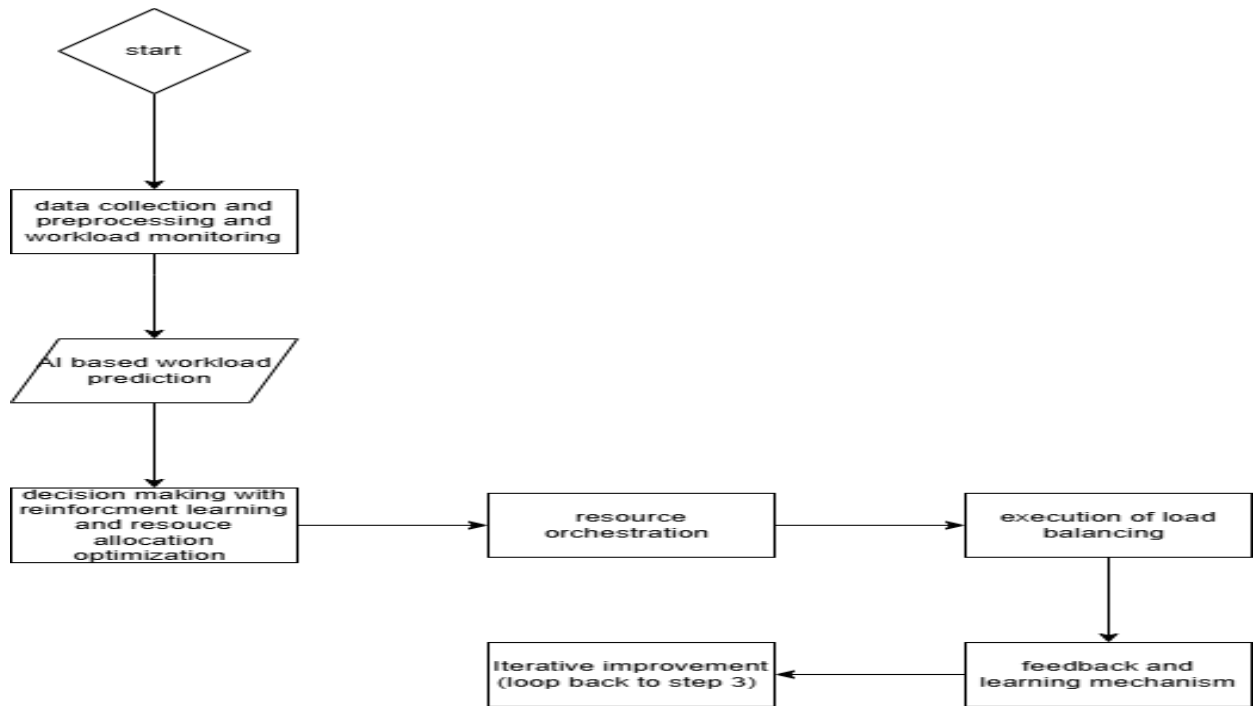 start
data collection and
preprocessing and
workload monitoring
AI based workload
prediction
decision making with
reinforcment learning
and resouce
allocation
optimization
resource
orchestration
execution of load
balancing
feedback and
learning mechanism
Iterative improvement
(loop back to step 3)